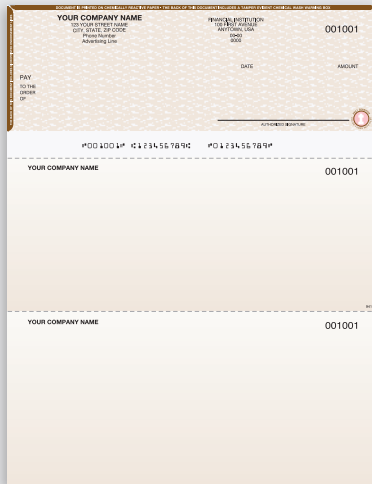 DOCUMENT IS PRINTED ON CHEMICALLY REACTIVE PAPER • THE BACK OF THIS DOCUMENT INCLUDES A TAMPER EVIDENT CHEMICAL WASH WARNING BOX
YOUR COMPANY NAME
123 YOUR STREET NAME
CITY, STATE, ZIP CODE
Phone Number
Advertising Line
FINANCIAL INSTITUTION
100 FIRST AVENUE
ANYTOWN, USA
00-00
0000
001001
DATE
AMOUNT
PAY
TO THE
ORDER
OF
AUTHORIZED SIGNATURE
⑈001001⑈ ⑆123456789⑆ ⑈0123456789⑈
YOUR COMPANY NAME
001001
YOUR COMPANY NAME
001001